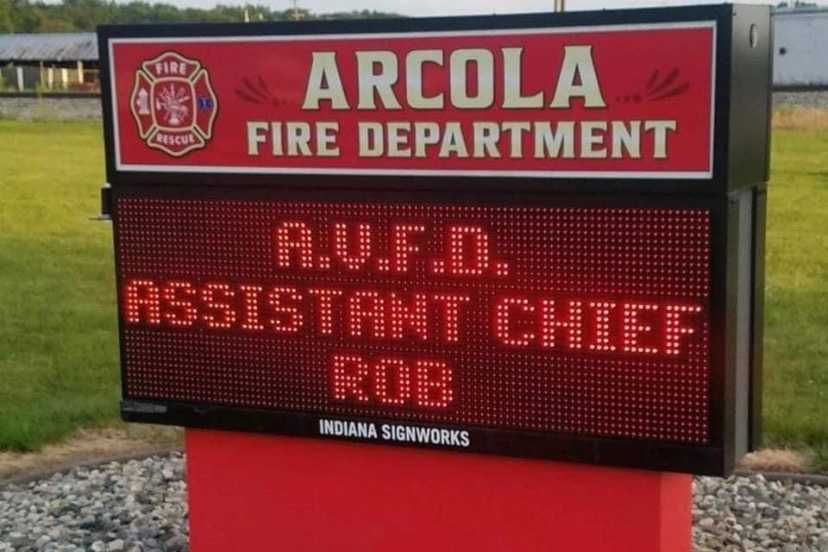 FIRE
RESCUE
ARCOLA
FIRE DEPARTMENT
A.V.F.D.
ASSISTANT CHIEF
ROB
INDIANA SIGNWORKS